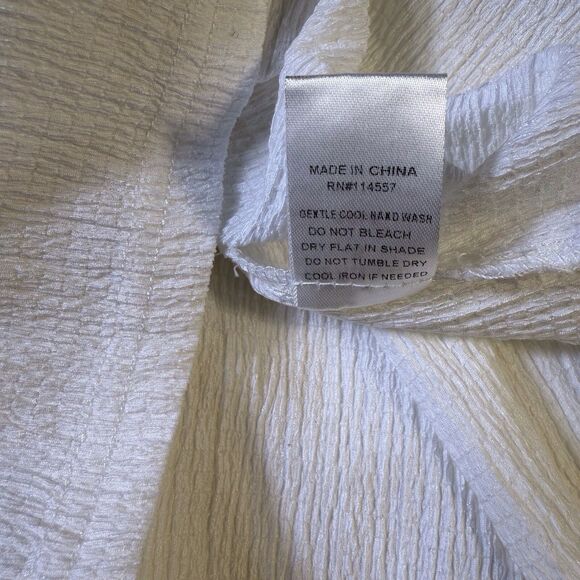 MADE IN CHINA
RN#114557
GENTLE COOL HAND WASH
DO NOT BLEACH
DRY FLAT IN SHADE
DO NOT TUMBLE DRY
COOL IRON IF NEEDED